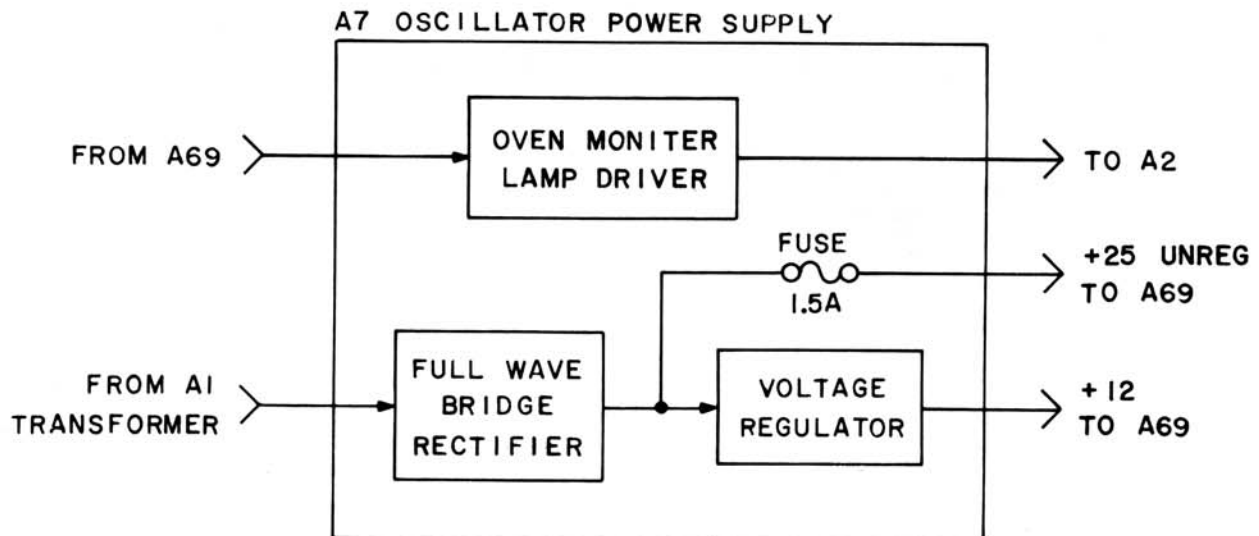 A7 OSCILLATOR POWER SUPPLY
FROM A69
OVEN MONITER
LAMP DRIVER
TO A2
FUSE
1.5A
+25 UNREG
TO A69
FROM A1
TRANSFORMER
FULL WAVE
BRIDGE
RECTIFIER
VOLTAGE
REGULATOR
+12
TO A69